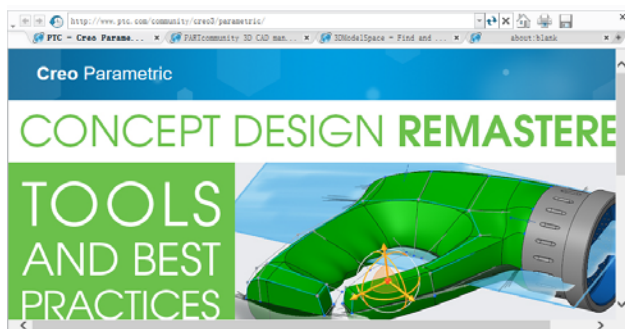 http://www.ptc.com/community/creo3/parametric/
PTC - Creo Parame... PARTcommunity 3D CAD man... 3DModelSpace - Find and ... about:blank
Creo Parametric
CONCEPT DESIGN REMASTERE
TOOLS
AND BEST
PRACTICES